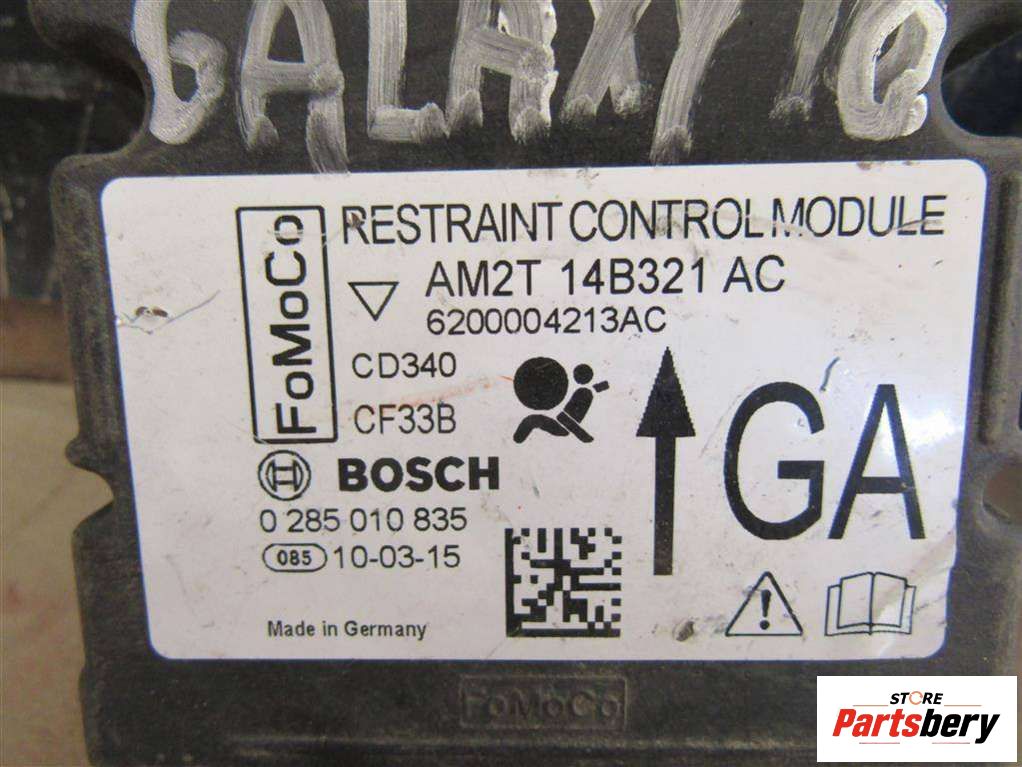 GALAXY 10
FoMoCo
RESTRAINT CONTROL MODULE
AM2T 14B321 AC
6200004213AC
CD340
CF33B
GA
BOSCH
0 285 010 835
085 10-03-15
Made in Germany
FoMoCo
STORE
Partsbery